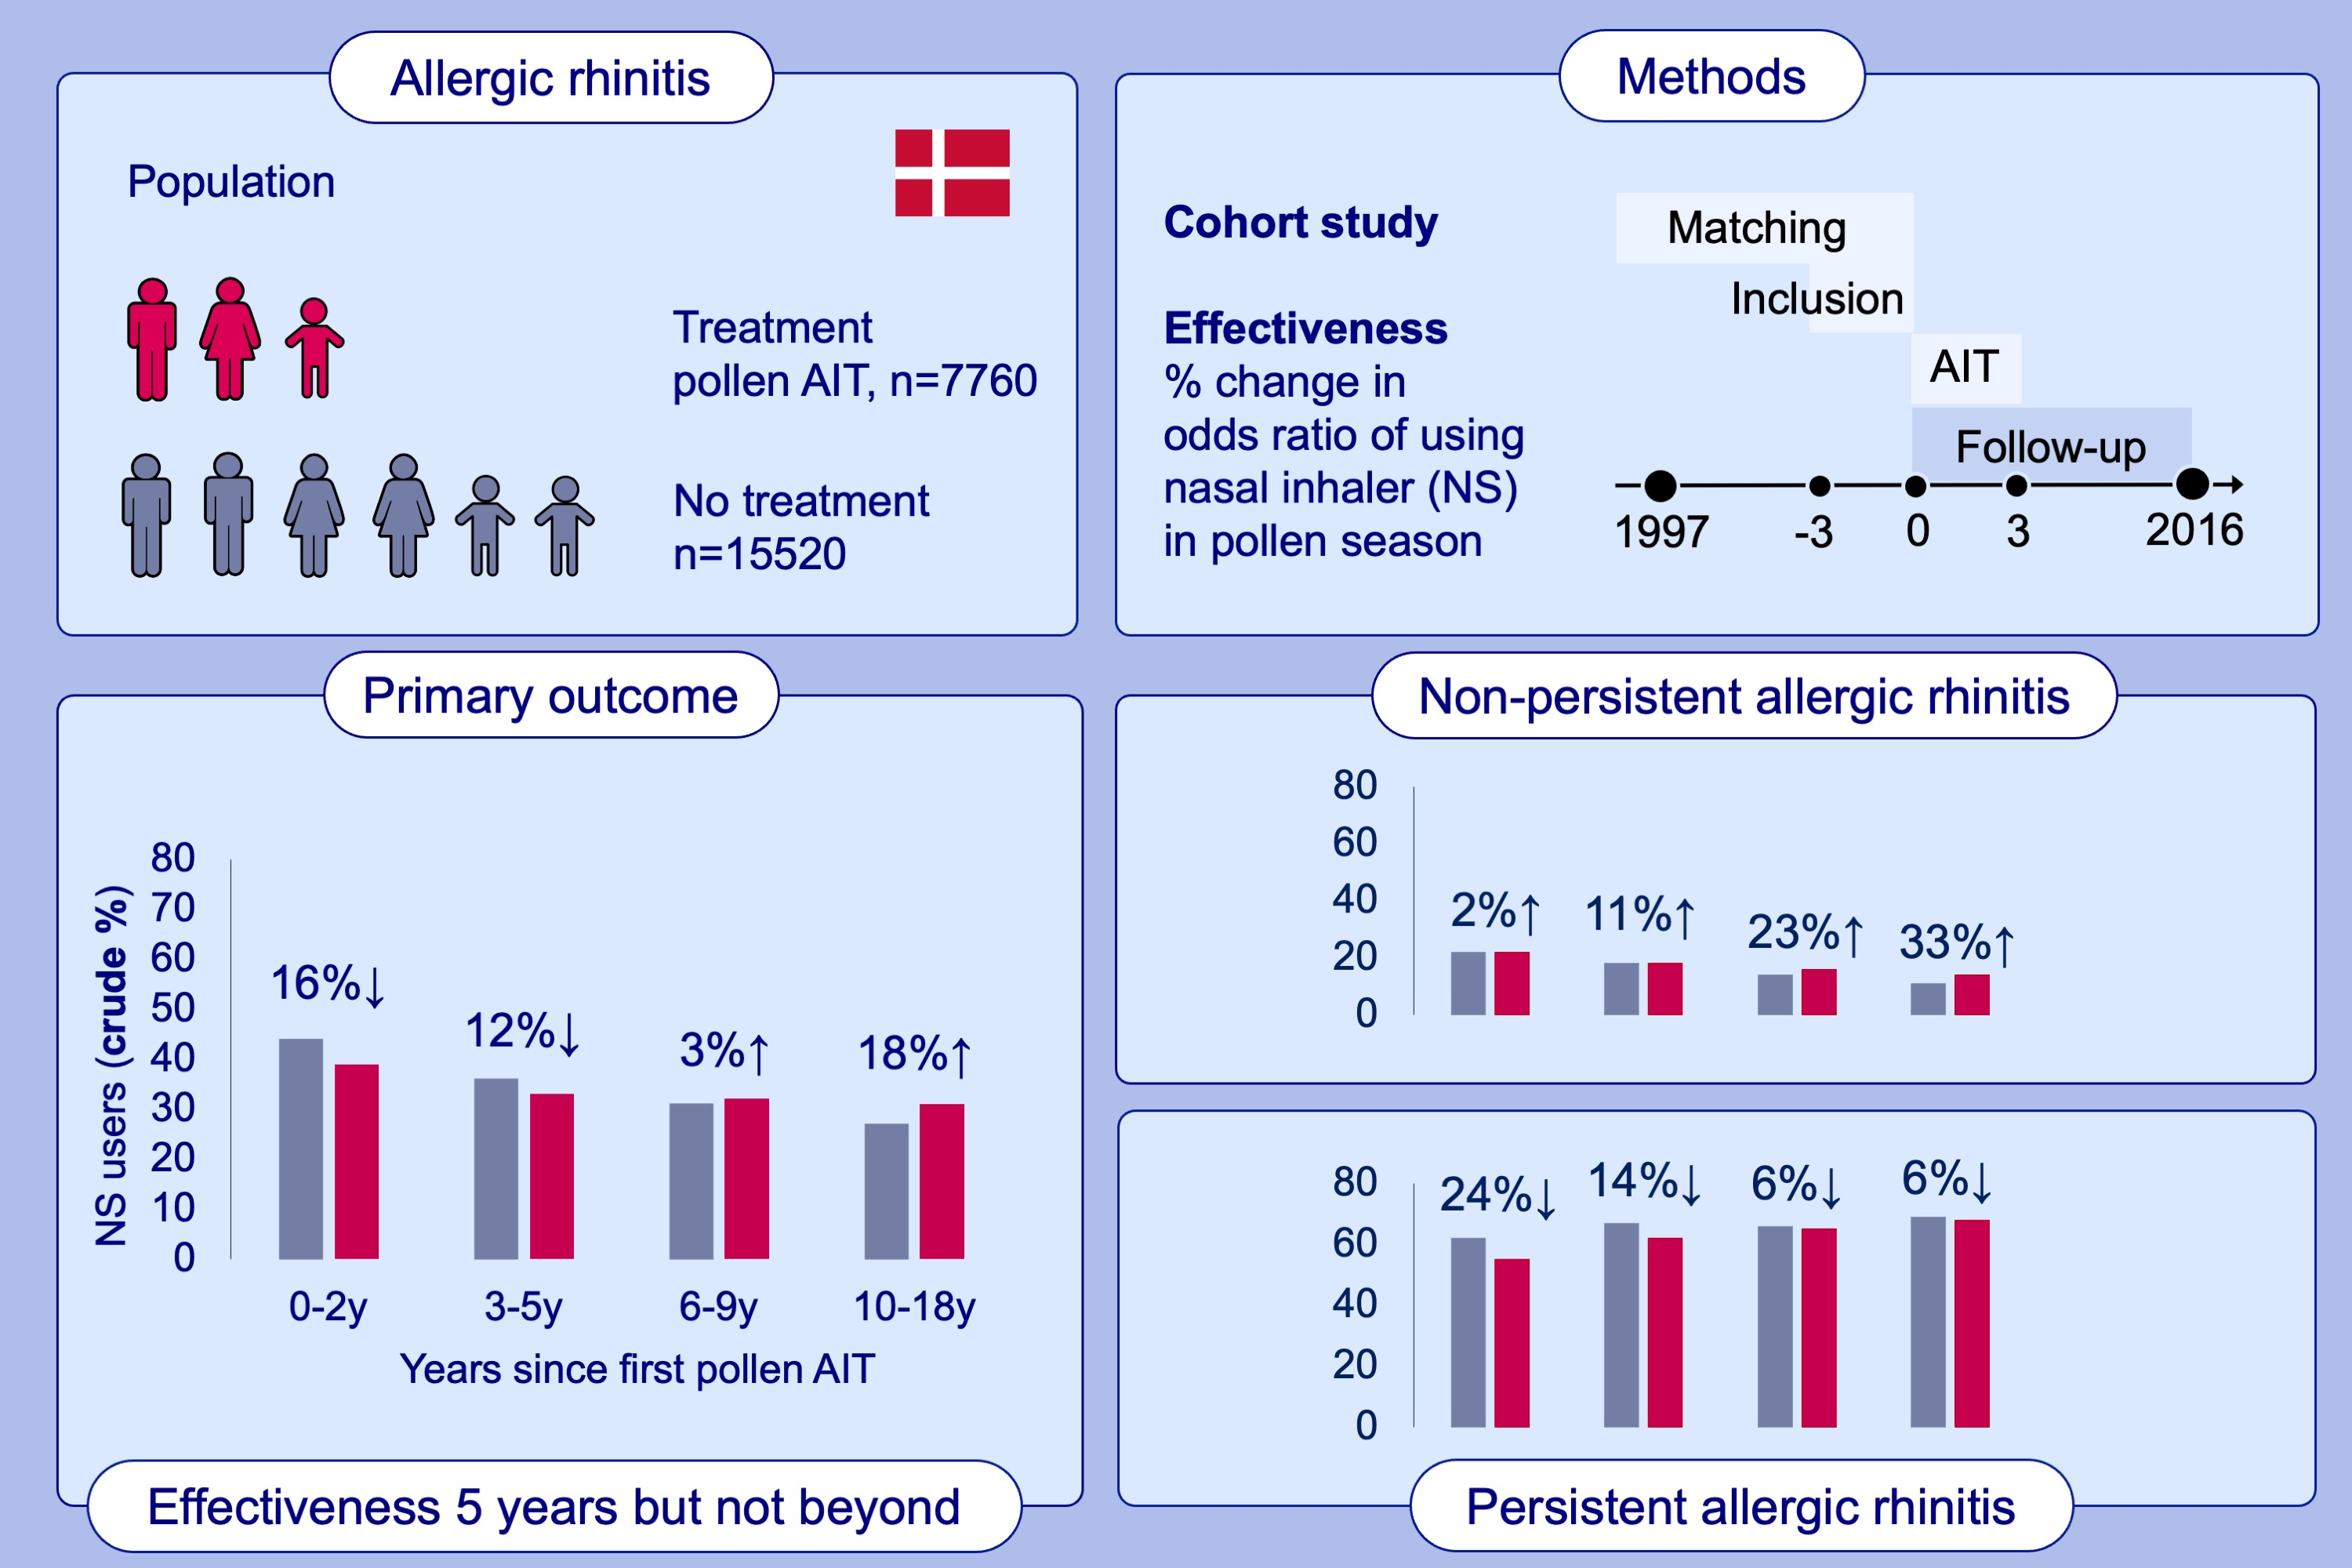 Allergic rhinitis
Population
Treatment
pollen AIT, n=7760
No treatment
n=15520
Methods
Cohort study
Effectiveness
% change in
odds ratio of using
nasal inhaler (NS)
in pollen season
Matching
Inclusion
AIT
Follow-up
1997 -3 0 3 2016
Primary outcome
NS users (crude %)
80
70
60
50
40
30
20
10
0
16%↓ 12%↓ 3%↑ 18%↑
0-2y 3-5y 6-9y 10-18y
Years since first pollen AIT
Effectiveness 5 years but not beyond
Non-persistent allergic rhinitis
80
60
40
20
0
2%↑ 11%↑ 23%↑ 33%↑
80
60
40
20
0
24%↓ 14%↓ 6%↓ 6%↓
Persistent allergic rhinitis